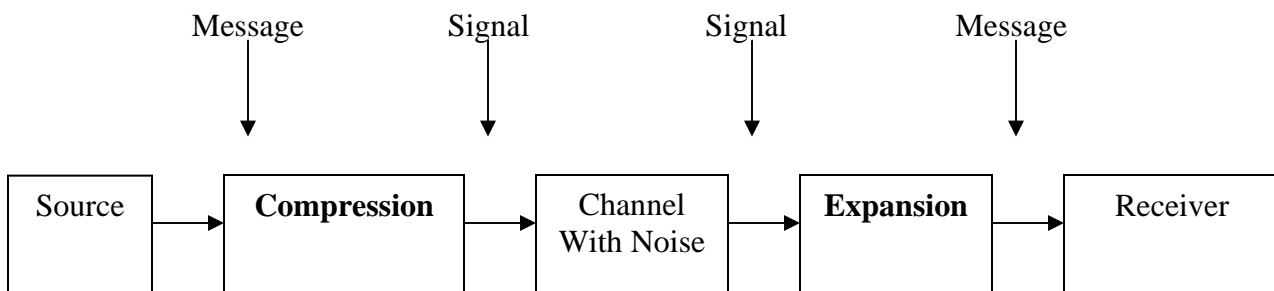 Message Signal Signal Message
Source Compression Channel Expansion Receiver
With Noise